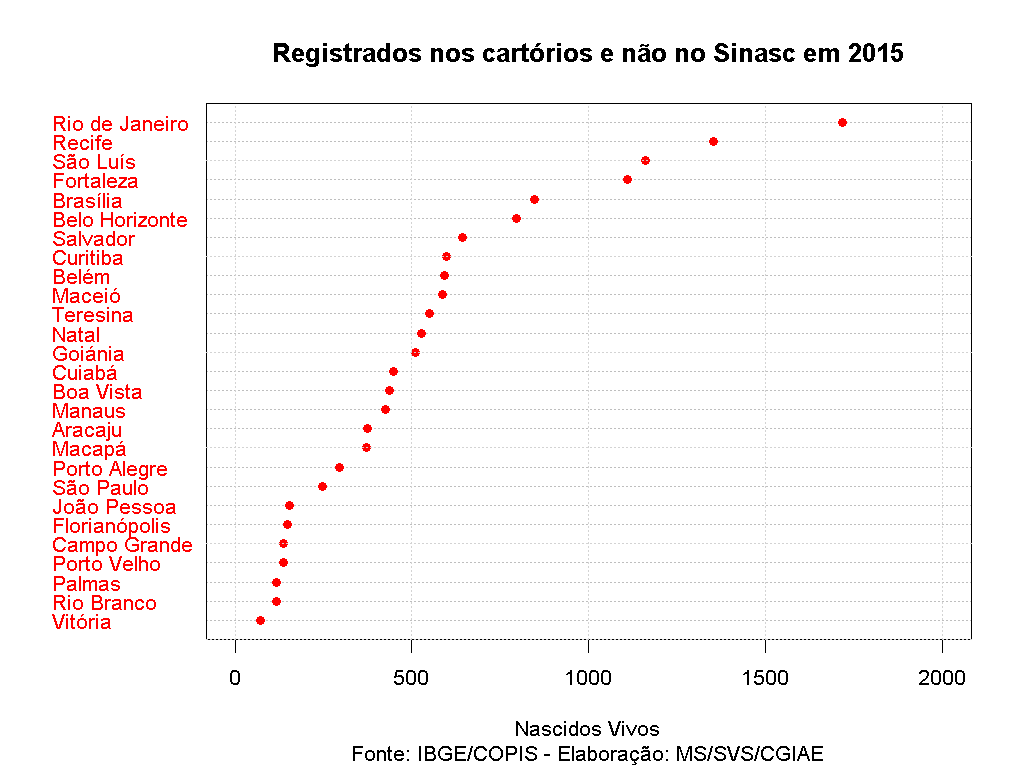 Registrados nos cartórios e não no Sinasc em 2015
Rio de Janeiro
Recife
São Luís
Fortaleza
Brasília
Belo Horizonte
Salvador
Curitiba
Belém
Maceió
Teresina
Natal
Goiánia
Cuiabá
Boa Vista
Manaus
Aracaju
Macapá
Porto Alegre
São Paulo
João Pessoa
Florianópolis
Campo Grande
Porto Velho
Palmas
Rio Branco
Vitória
0 500 1000 1500 2000
Nascidos Vivos
Fonte: IBGE/COPIS - Elaboração: MS/SVS/CGIAE